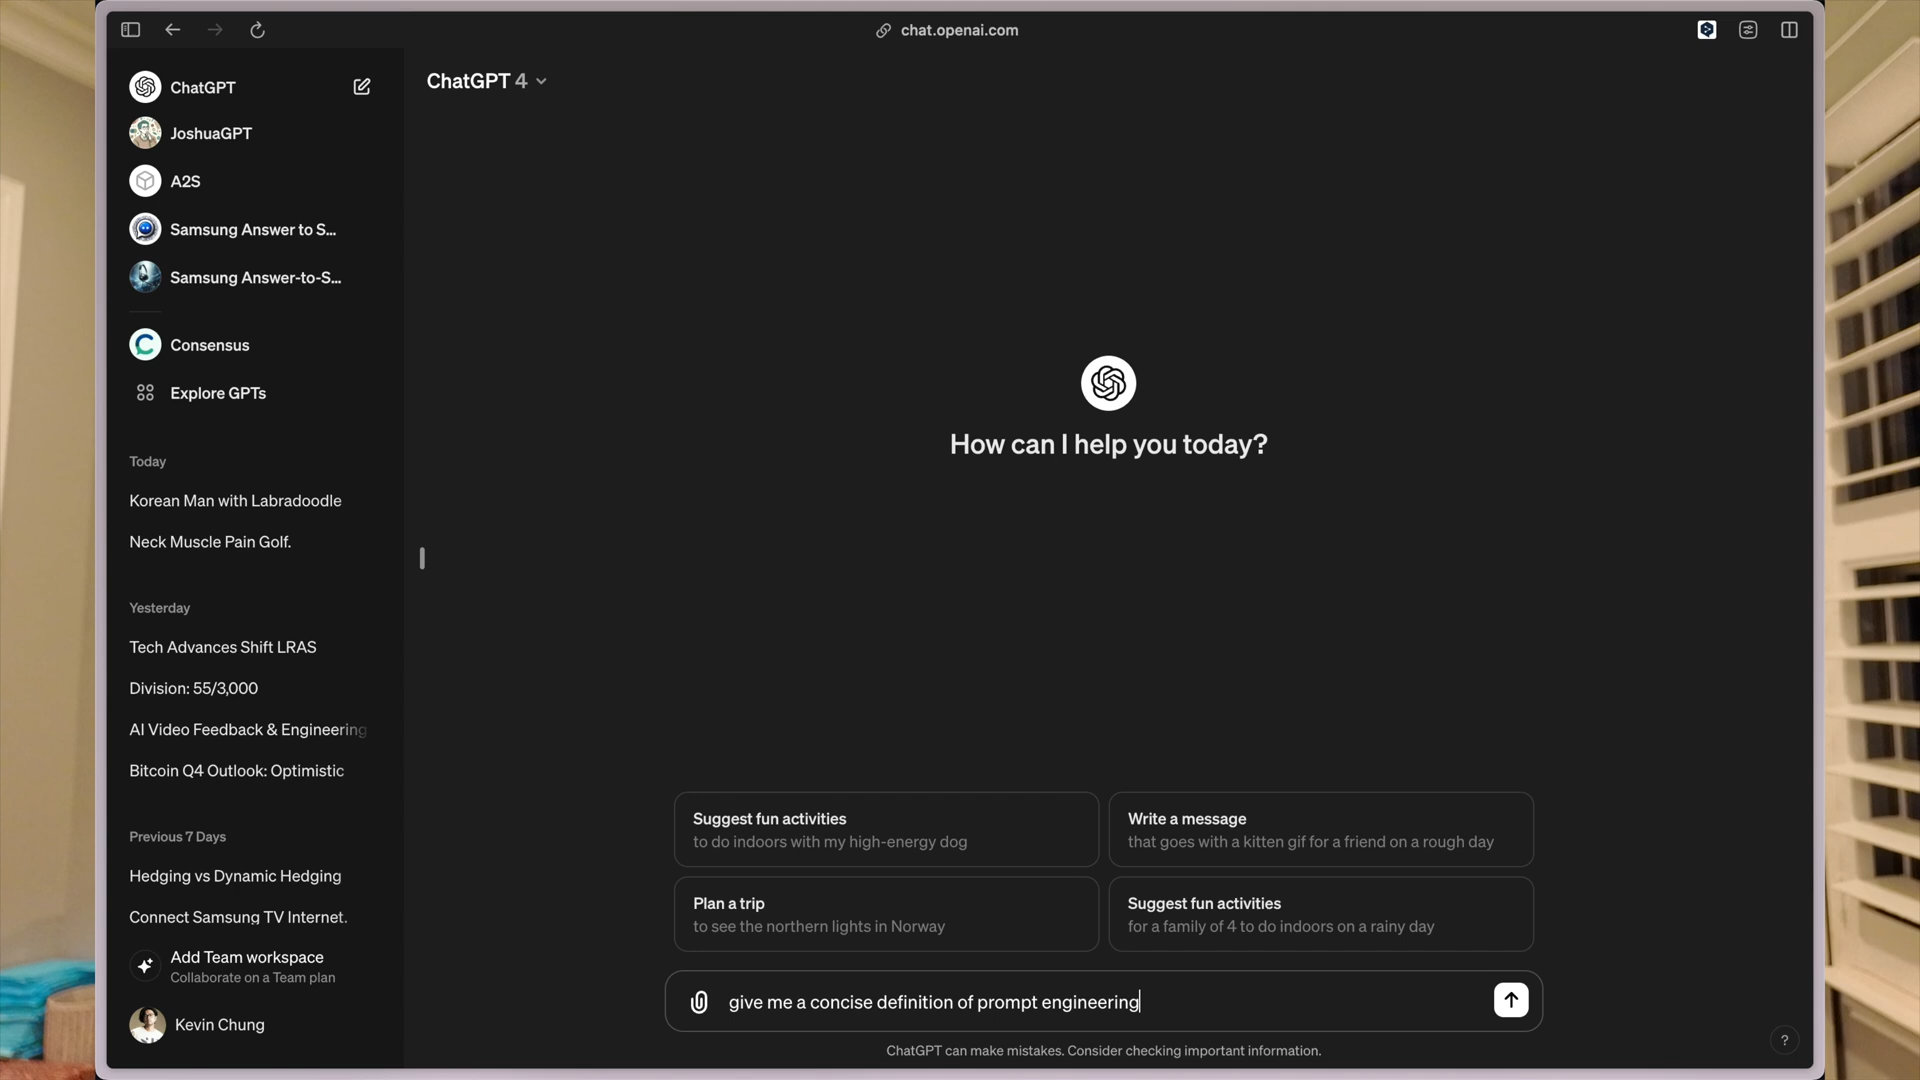 chat.openai.com
ChatGPT
JoshuaGPT
A2S
Samsung Answer to S...
Samsung Answer-to-S...
Consensus
Explore GPTs
Today
Korean Man with Labradoodle
Neck Muscle Pain Golf.
Yesterday
Tech Advances Shift LRAS
Division: 55/3,000
AI Video Feedback & Engineering
Bitcoin Q4 Outlook: Optimistic
Previous 7 Days
Hedging vs Dynamic Hedging
Connect Samsung TV Internet.
Add Team workspace
Collaborate on a Team plan
Kevin Chung
ChatGPT 4
How can I help you today?
Suggest fun activities
to do indoors with my high-energy dog
Write a message
that goes with a kitten gif for a friend on a rough day
Plan a trip
to see the northern lights in Norway
Suggest fun activities
for a family of 4 to do indoors on a rainy day
give me a concise definition of prompt engineering
ChatGPT can make mistakes. Consider checking important information.
?